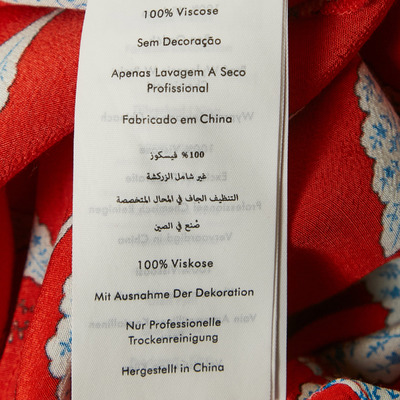 100% Viscose
Sem Decoração
Apenas Lavagem A Seco
Profissional
Fabricado em China
100% فيسكوز
غير شامل الزركشة
التنظيف الجاف في المحال المتخصصة
صُنع في الصين
100% Viskose
Mit Ausnahme Der Dekoration
Nur Professionelle
Trockenreinigung
Hergestellt in China